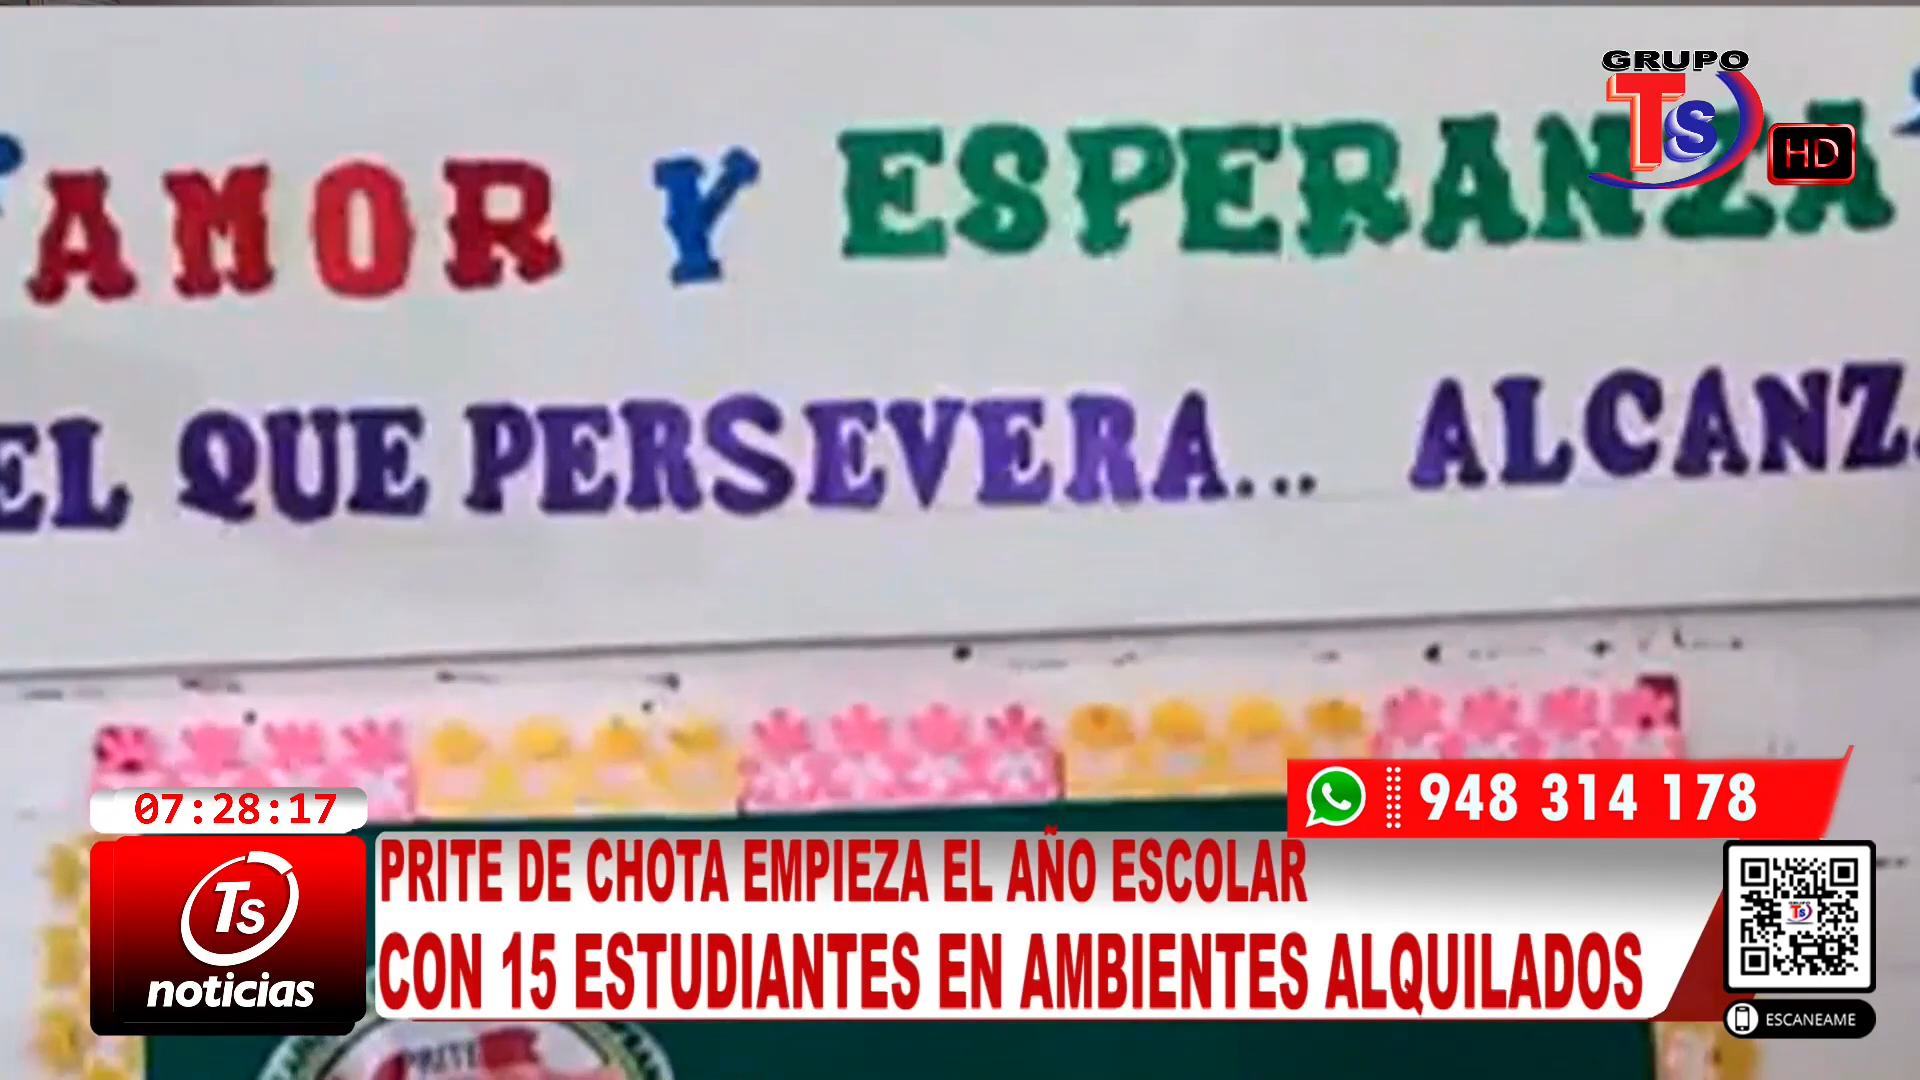 GRUPO
TS
HD
"AMOR Y ESPERANZA"
EL QUE PERSEVERA... ALCANZ
948 314 178
07:28:17
PRITE DE CHOTA EMPIEZA EL AÑO ESCOLAR
CON 15 ESTUDIANTES EN AMBIENTES ALQUILADOS
Ts
noticias
ESCANEAME
PRITE